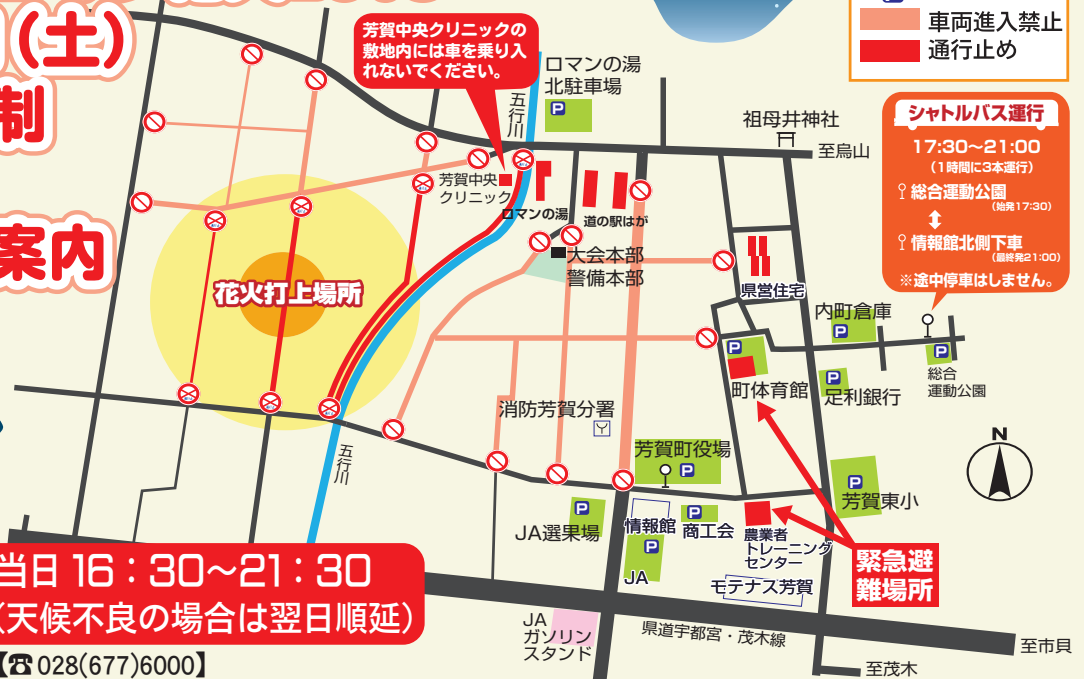 (土)
制
案内
芳賀中央クリニックの
敷地内には車を乗り入
れないでください。
車両進入禁止
通行止め
ロマンの湯
北駐車場
五行川
祖母井神社
至烏山
シャトルバス運行
17:30～21:00
(1時間に3本運行)
総合運動公園
(始発17:30)
情報館北側下車
(最終発21:00)
※途中停車はしません。
芳賀中央
クリニック
ロマンの湯
道の駅はが
大会本部
警備本部
花火打上場所
県営住宅
内町倉庫
P
町体育館
足利銀行
総合
運動公園
消防芳賀分署
芳賀町役場
N
五行川
芳賀東小
JA選果場
情報館
商工会
農業者
トレーニング
センター
緊急避
難場所
JA
モテナス芳賀
当日 16：30～21：30
(天候不良の場合は翌日順延)
JA
ガソリン
スタンド
県道宇都宮・茂木線
至市貝
至茂木
【☎028(677)6000】